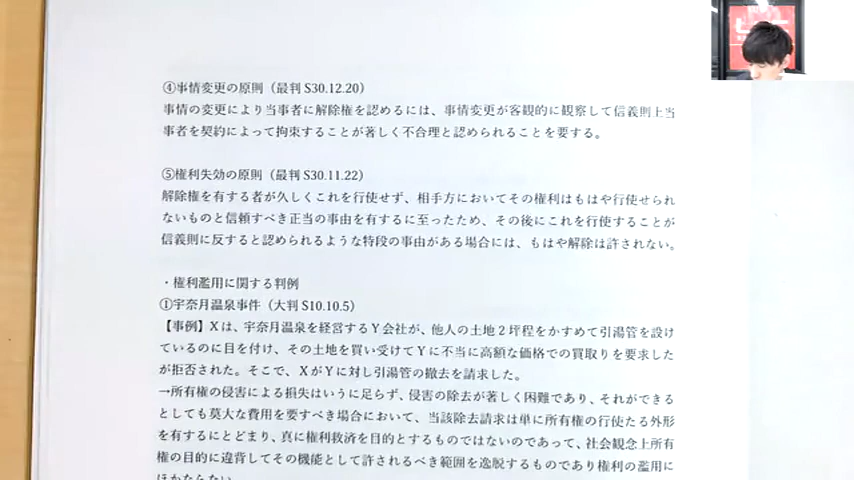 ④事情変更の原則（最判 S30.12.20）
事情の変更により当事者に解除権を認めるには、事情変更が客観的に観察して信義則上当
事者を契約によって拘束することが著しく不合理と認められることを要する。
⑤権利失効の原則（最判 S30.11.22）
解除権を有する者が久しくこれを行使せず、相手方においてその権利はもはや行使せられ
ないものと信頼すべき正当の事由を有するに至ったため、その後にこれを行使することが
信義則に反すると認められるような特段の事由がある場合には、もはや解除は許されない。
・権利濫用に関する判例
①宇奈月温泉事件（大判 S10.10.5）
【事例】Ｘは、宇奈月温泉を経営するＹ会社が、他人の土地２坪程をかすめて引湯管を設け
ているのに目を付け、その土地を買い受けてＹに不当に高額な価格での買取りを要求した
が拒否された。そこで、ＸがＹに対し引湯管の撤去を請求した。
→所有権の侵害による損失はいうに足らず、侵害の除去が著しく困難であり、それができる
としても莫大な費用を要すべき場合において、当該除去請求は単に所有権の行使たる外形
を有するにとどまり、真に権利救済を目的とするものではないのであって、社会観念上所有
権の目的に違背してその機能として許されるべき範囲を逸脱するものであり権利の濫用に
ほかならない。